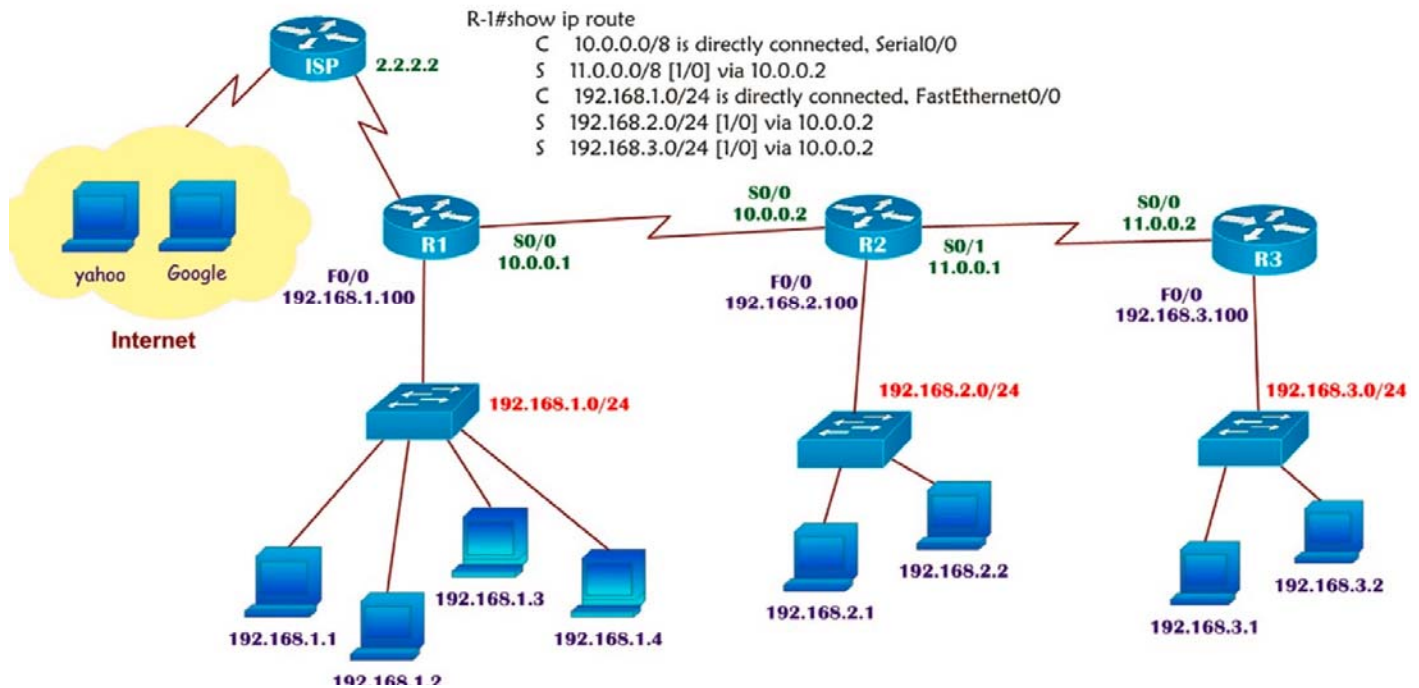 R-1#show ip route
C 10.0.0.0/8 is directly connected, Serial0/0
S 11.0.0.0/8 [1/0] via 10.0.0.2
C 192.168.1.0/24 is directly connected, FastEthernet0/0
S 192.168.2.0/24 [1/0] via 10.0.0.2
S 192.168.3.0/24 [1/0] via 10.0.0.2
ISP
2.2.2.2
yahoo
Google
Internet
R1
S0/0
10.0.0.1
F0/0
192.168.1.100
S0/0
10.0.0.2
R2
S0/1
11.0.0.1
F0/0
192.168.2.100
S0/0
11.0.0.2
R3
F0/0
192.168.3.100
192.168.1.0/24
192.168.2.0/24
192.168.3.0/24
192.168.1.1
192.168.1.2
192.168.1.3
192.168.1.4
192.168.2.1
192.168.2.2
192.168.3.1
192.168.3.2